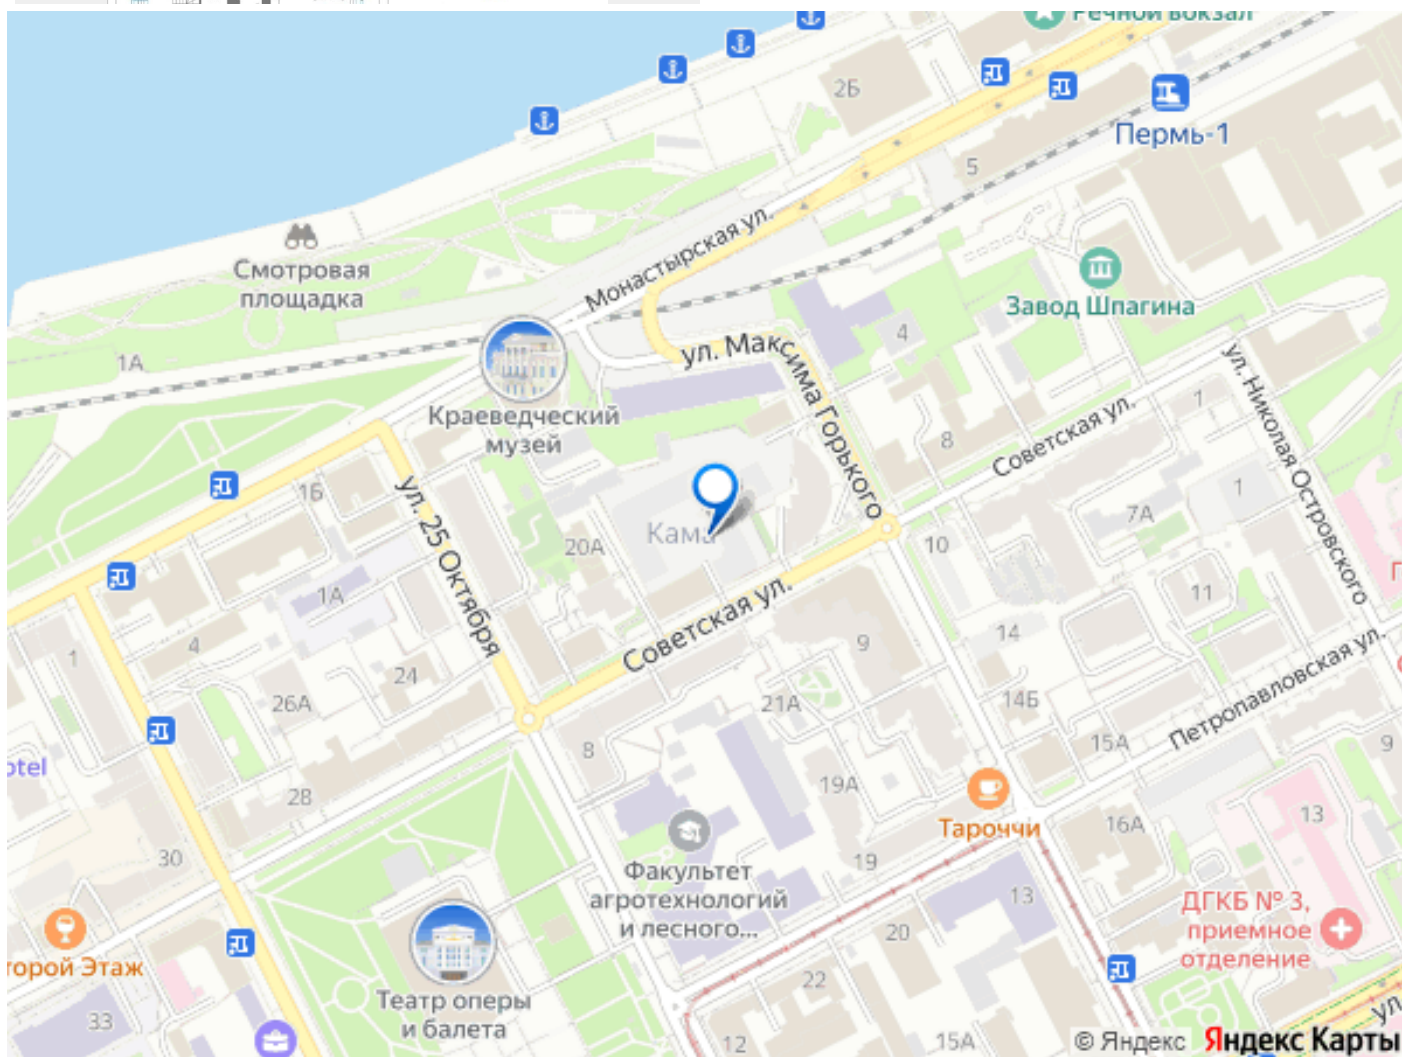 Речной вокзал
2Б
Пермь-1
5
Монастырская ул.
Смотровая
площадка
Завод Шпагина
4
1А
ул. Максима Горького
Краеведческий
музей
ул. Николая Островского
1
Советская ул.
8
1Б
ул. 25 Октября
1
7А
Кама
20А
10
1А
11
Советская ул.
9
14
4
1
24
Петропавловская ул.
26А
21А
14Б
8
15А
9
otel
19А
28
13
Тароччи
16А
30
19
Факультет
агротехнологий
и лесного...
13
ДГКБ № 3,
приемное
отделение
20
торой Этаж
22
Театр оперы
и балета
33
12
15А
ул
© Яндекс Яндекс Карты